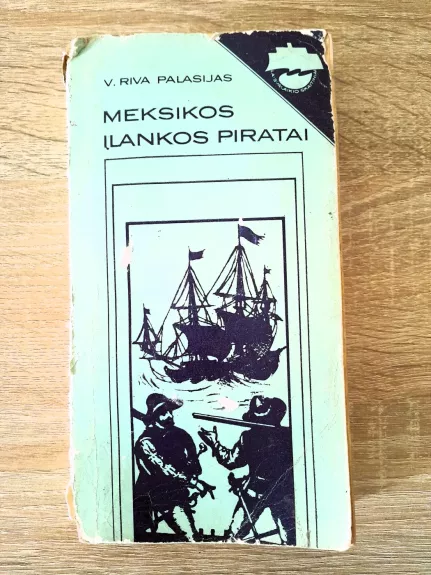 V. RIVA PALASIJAS
MEKSIKOS
ĮLANKOS PIRATAI